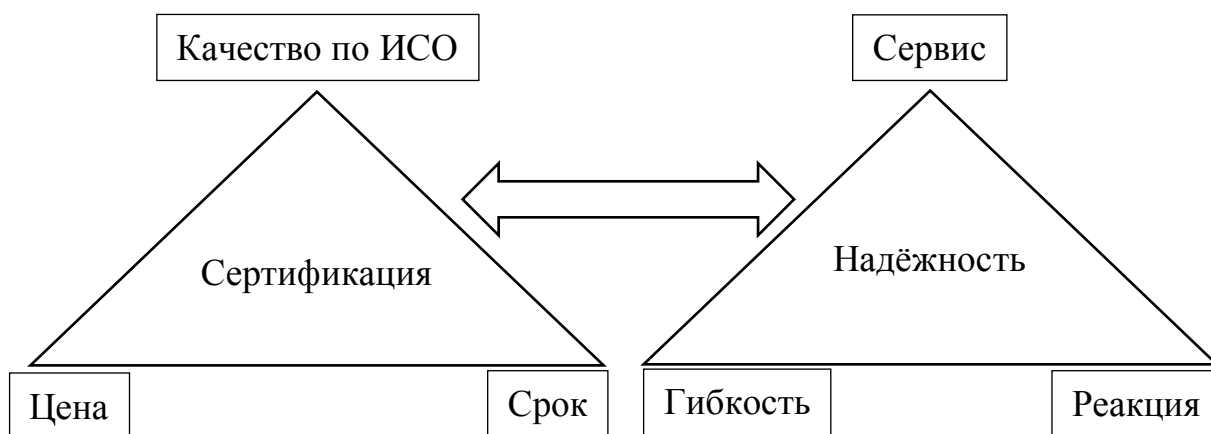 Качество по ИСО
Сервис
Сертификация
Надёжность
Цена
Срок
Гибкость
Реакция